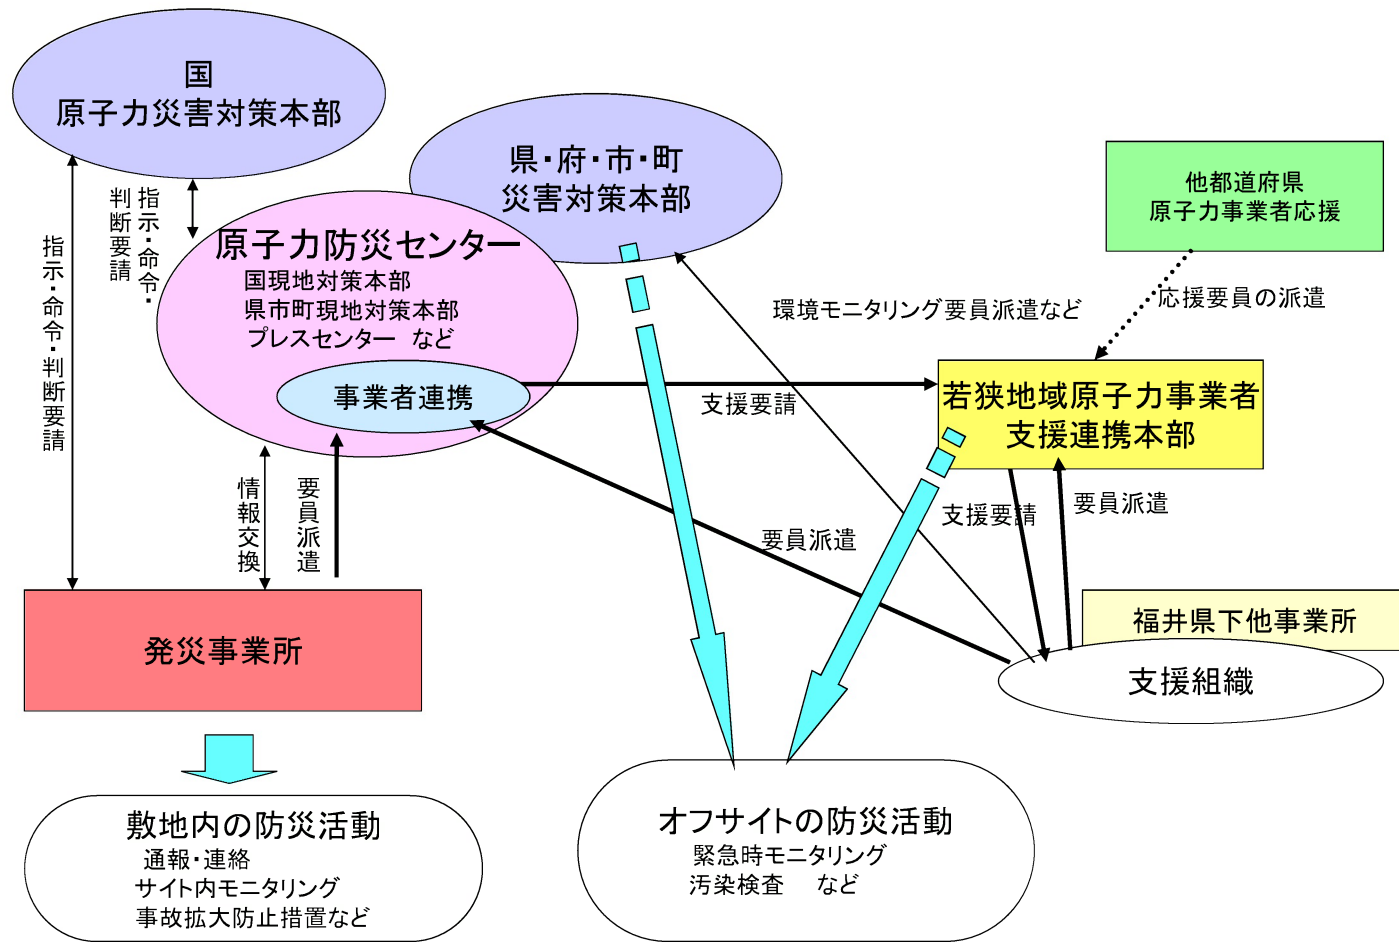 国
原子力災害対策本部
県・府・市・町
災害対策本部
他都道府県
原子力事業者応援
指示・命令・
判断要請
指示・命令・判断要請
原子力防災センター
国現地対策本部
県市町現地対策本部
プレスセンター など
事業者連携
環境モニタリング要員派遣など
応援要員の派遣
支援要請
若狭地域原子力事業者
支援連携本部
情報交換
要員派遣
要員派遣
支援要請
要員派遣
発災事業所
福井県下他事業所
支援組織
敷地内の防災活動
通報・連絡
サイト内モニタリング
事故拡大防止措置など
オフサイトの防災活動
緊急時モニタリング
汚染検査 など